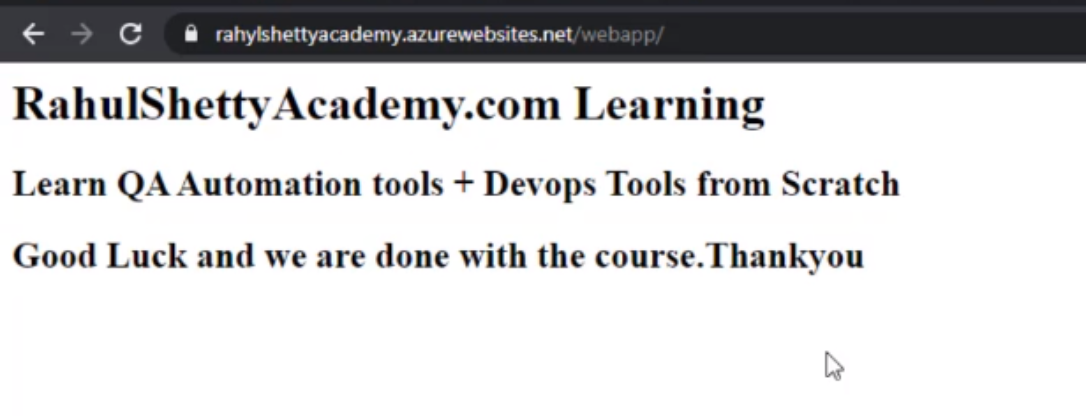 rahylshettyacademy.azurewebsites.net/webapp/
RahulShettyAcademy.com Learning
Learn QA Automation tools + Devops Tools from Scratch
Good Luck and we are done with the course.Thankyou